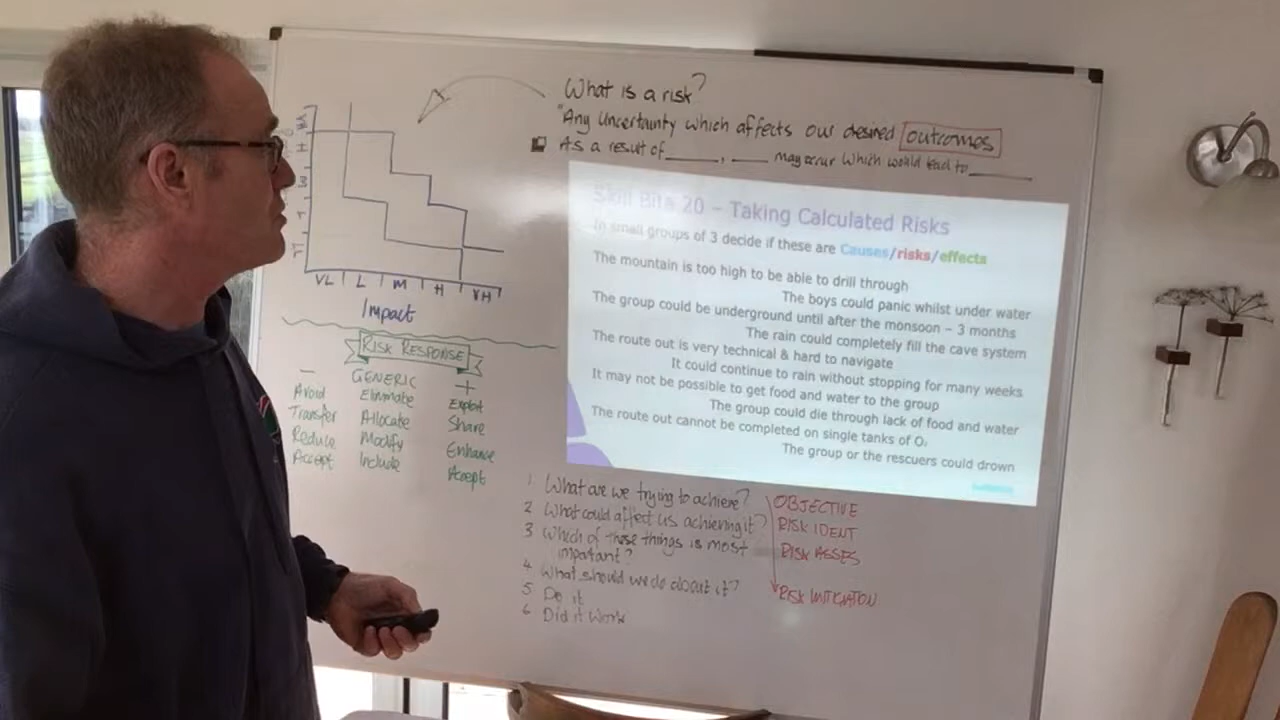 What is a risk?
"Any Uncertainty which affects our desired outcomes
As a result of ____, ____ may occur which would lead to ____
VH
H
M
L
VL
VL L M H VH
Impact
RISK RESPONSE
- GENERIC +
Avoid Eliminate Exploit
Transfer Allocate Share
Reduce Modify Enhance
Accept Include Accept
Skill Bite 20 – Taking Calculated Risks
In small groups of 3 decide if these are Causes/risks/effects
The mountain is too high to be able to drill through
The boys could panic whilst under water
The group could be underground until after the monsoon – 3 months
The rain could completely fill the cave system
The route out is very technical & hard to navigate
It could continue to rain without stopping for many weeks
It may not be possible to get food and water to the group
The group could die through lack of food and water
The route out cannot be completed on single tanks of O₂
The group or the rescuers could drown
1. What are we trying to achieve? OBJECTIVE
2 What could affect us achieving it? RISK IDENT
3 Which of those things is most RISK ASSES
important?
4. What should we do about it? RISK MITIGATION
5 Do it
6 Did it work